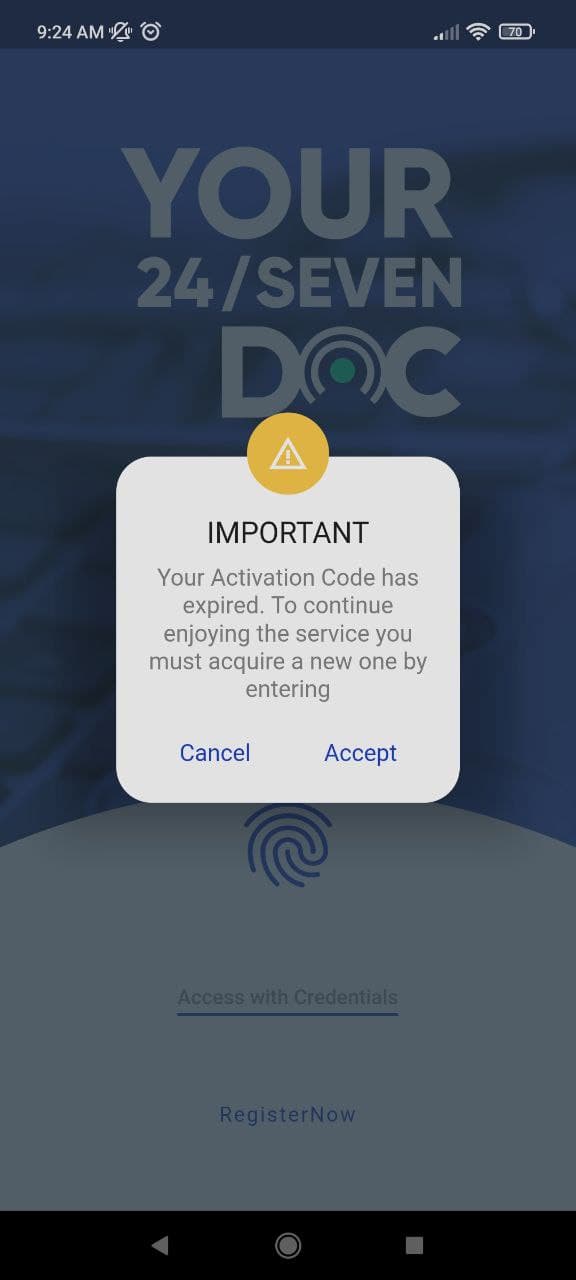 9:24 AM 70
YOUR
24/SEVEN
DOC
IMPORTANT
Your Activation Code has
expired. To continue
enjoying the service you
must acquire a new one by
entering
Cancel Accept
Access with Credentials
RegisterNow